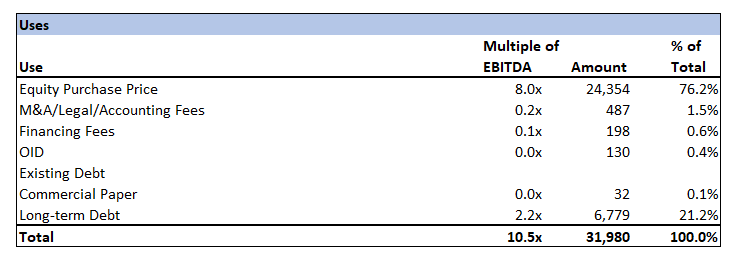 Uses
Multiple of % of
Use EBITDA Amount Total
Equity Purchase Price 8.0x 24,354 76.2%
M&A/Legal/Accounting Fees 0.2x 487 1.5%
Financing Fees 0.1x 198 0.6%
OID 0.0x 130 0.4%
Existing Debt
Commercial Paper 0.0x 32 0.1%
Long-term Debt 2.2x 6,779 21.2%
Total 10.5x 31,980 100.0%